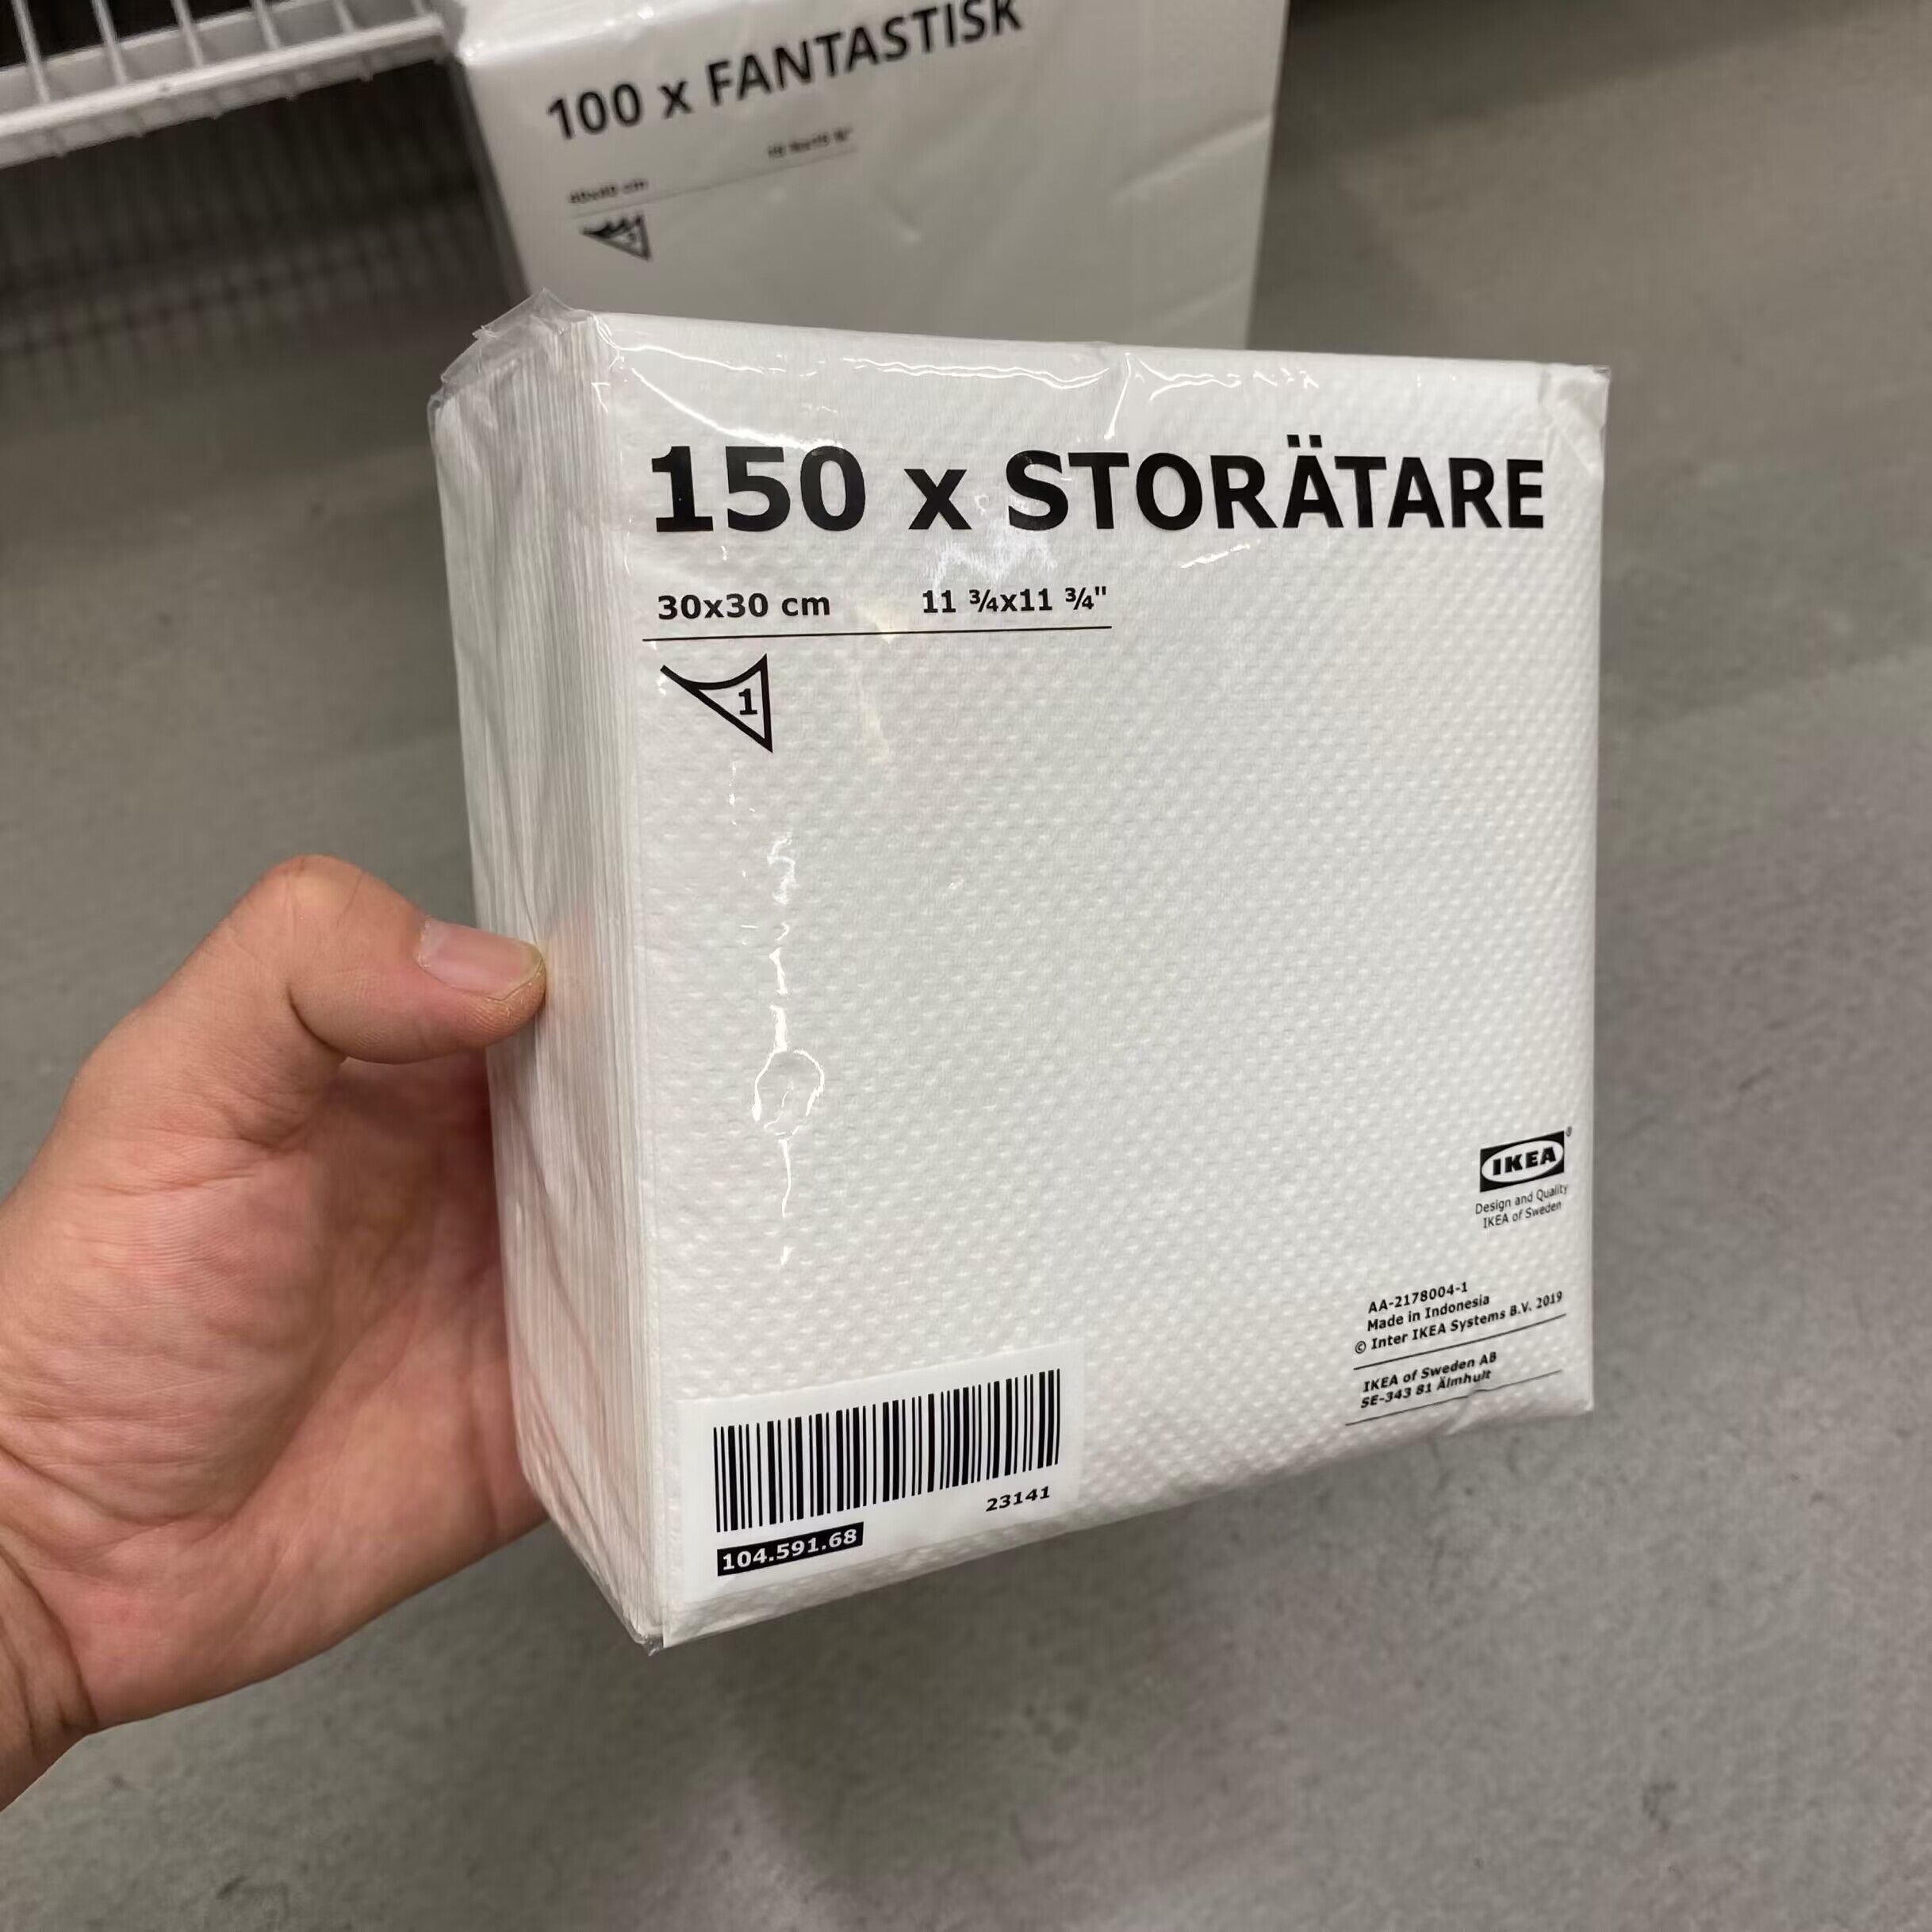 100 x FANTASTISK
40x40 cm
150 x STORÄTARE
30x30 cm 11 ¾x11 ¾"
1
IKEA®
Design and Quality
IKEA of Sweden
AA-2178004-1
Made in Indonesia
© Inter IKEA Systems B.V. 2019
IKEA of Sweden AB
SE-343 81 Älmhult
23141
104.591.68